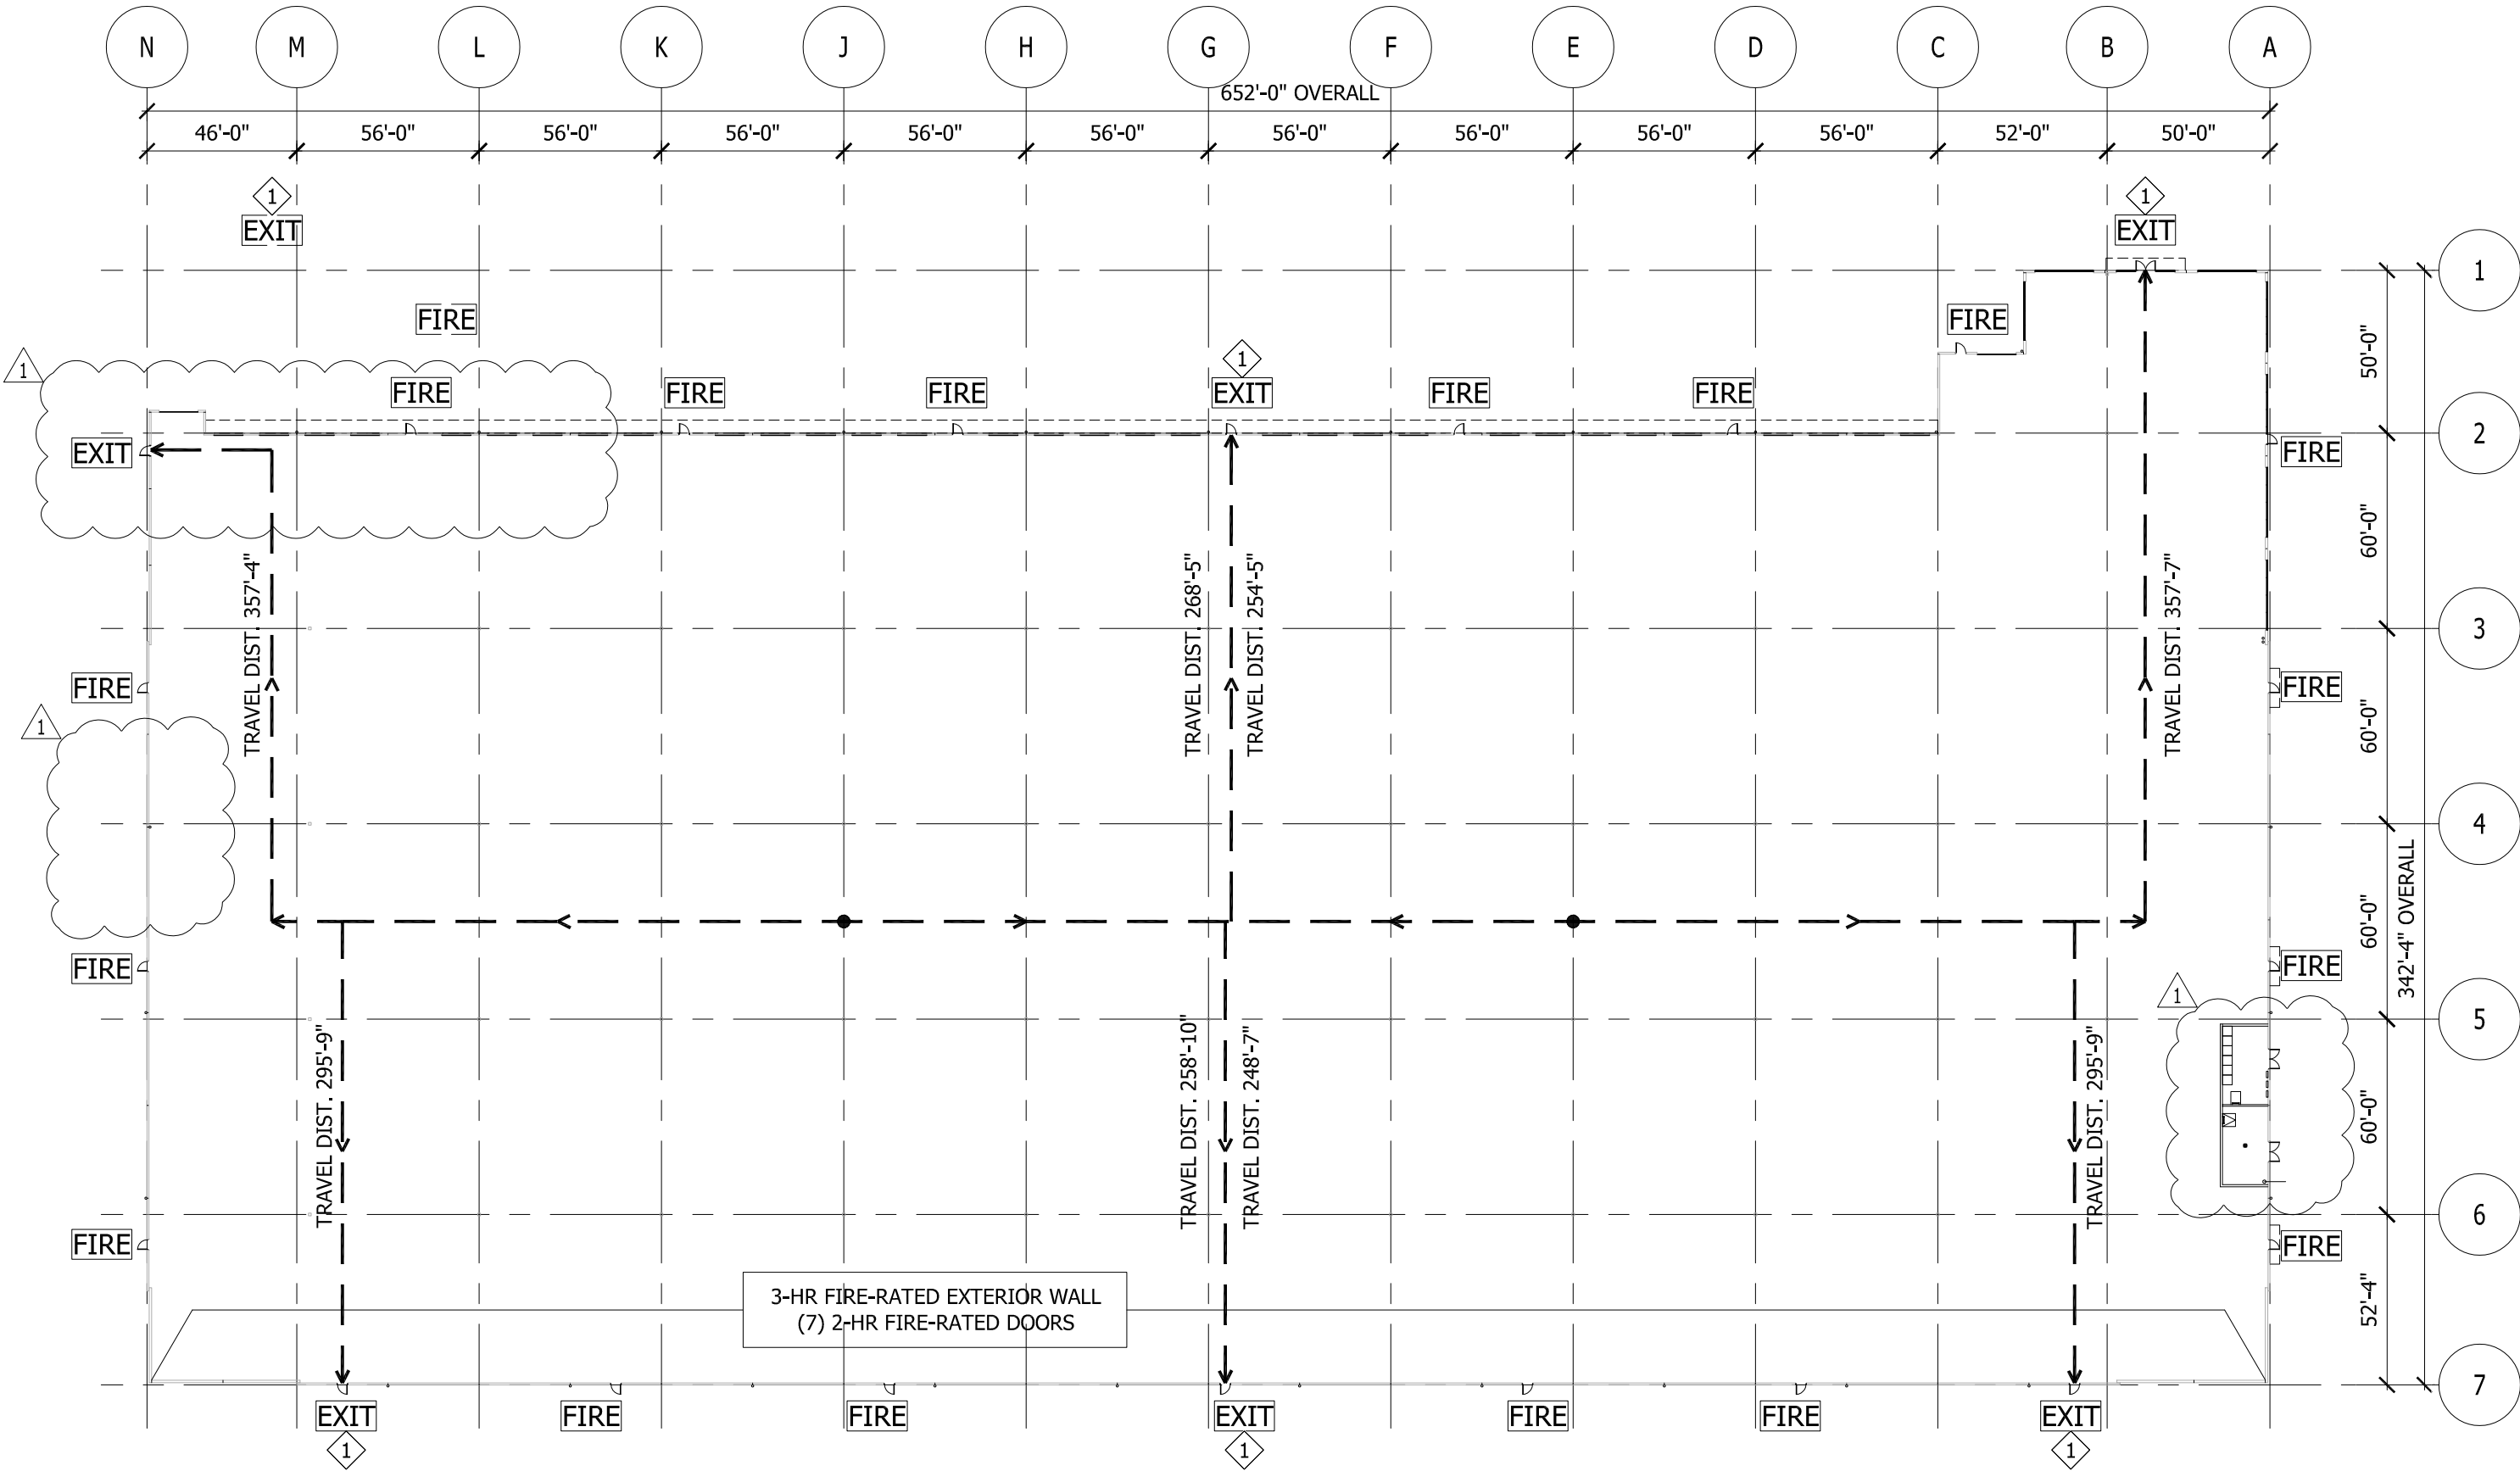 N M L K J H G F E D C B A
652'-0" OVERALL
46'-0" 56'-0" 56'-0" 56'-0" 56'-0" 56'-0" 56'-0" 56'-0" 56'-0" 56'-0" 52'-0" 50'-0"
1 1
EXIT EXIT
1
FIRE FIRE
50'-0"
1 1
FIRE FIRE FIRE EXIT FIRE FIRE
2
EXIT FIRE
60'-0"
TRAVEL DIST. 357'-4"
TRAVEL DIST. 268'-5"
TRAVEL DIST. 254'-5"
TRAVEL DIST. 357'-7"
3
FIRE FIRE
1
60'-0"
4
342'-4" OVERALL
60'-0"
FIRE FIRE
1
5
TRAVEL DIST. 295'-9"
TRAVEL DIST. 258'-10"
TRAVEL DIST. 248'-7"
TRAVEL DIST. 295'-9"
60'-0"
6
FIRE FIRE
3-HR FIRE-RATED EXTERIOR WALL
(7) 2-HR FIRE-RATED DOORS
52'-4"
7
EXIT FIRE FIRE EXIT FIRE FIRE EXIT
1 1 1